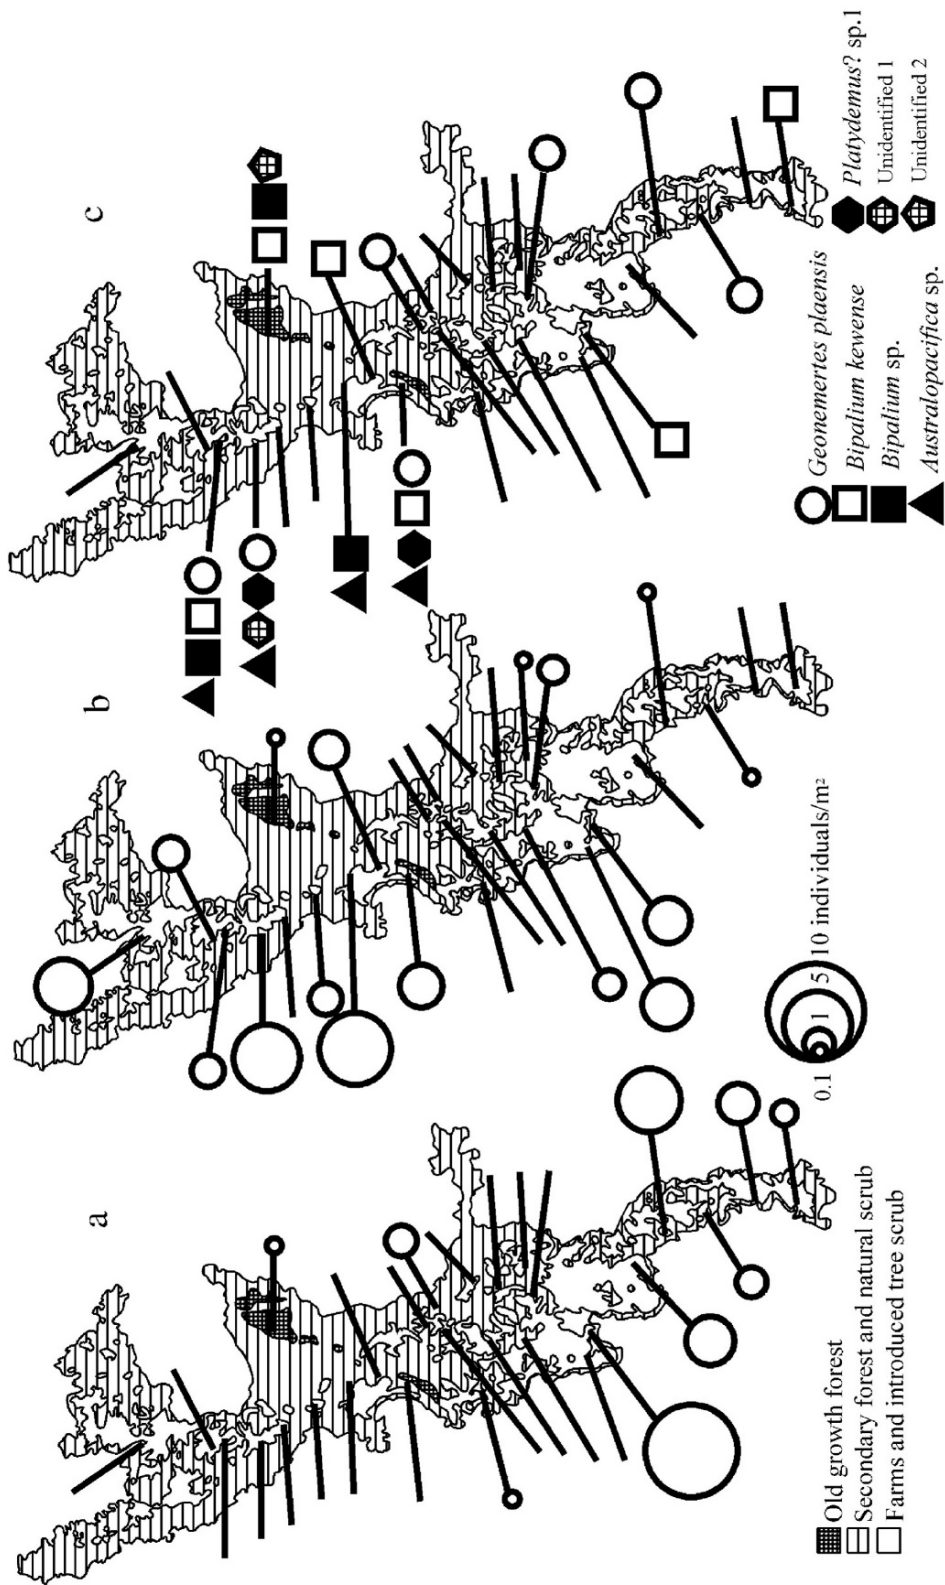 a
b
c
Old growth forest
Secondary forest and natural scrub
Farms and introduced tree scrub
0.1 1 5 10 individuals/m²
Geonemertes plaensis
Bipalium kewense
Bipalium sp.
Australopacifica sp.
Platydemus? sp.1
Unidentified 1
Unidentified 2